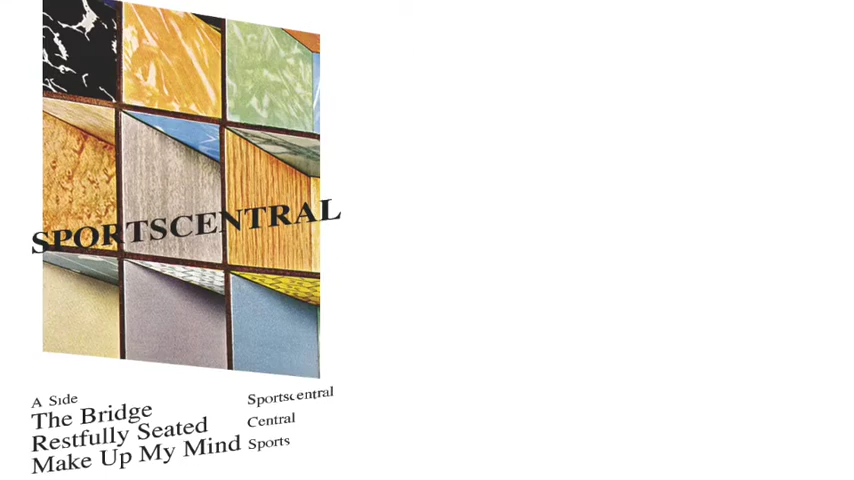 SPORTSCENTRAL
A Side
The Bridge
Restfully Seated
Make Up My Mind
Sportscentral
Central
Sports